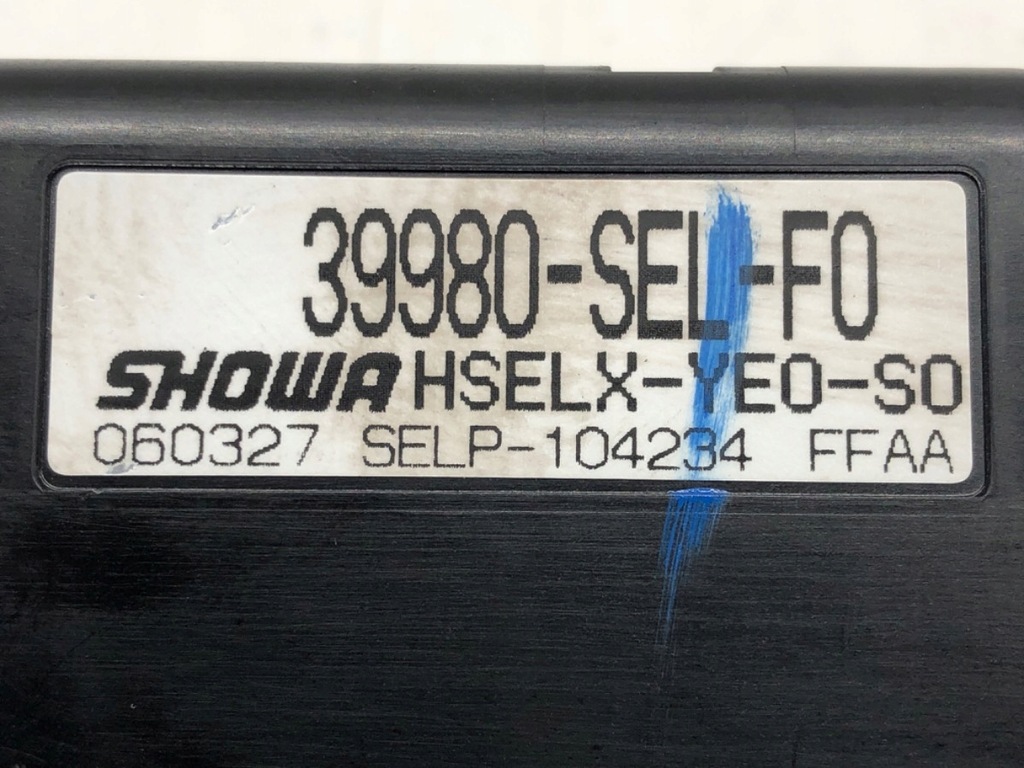 39980-SEL-F0
SHOWA HSELX-YE0-S0
060327 SELP-104234 FFAA